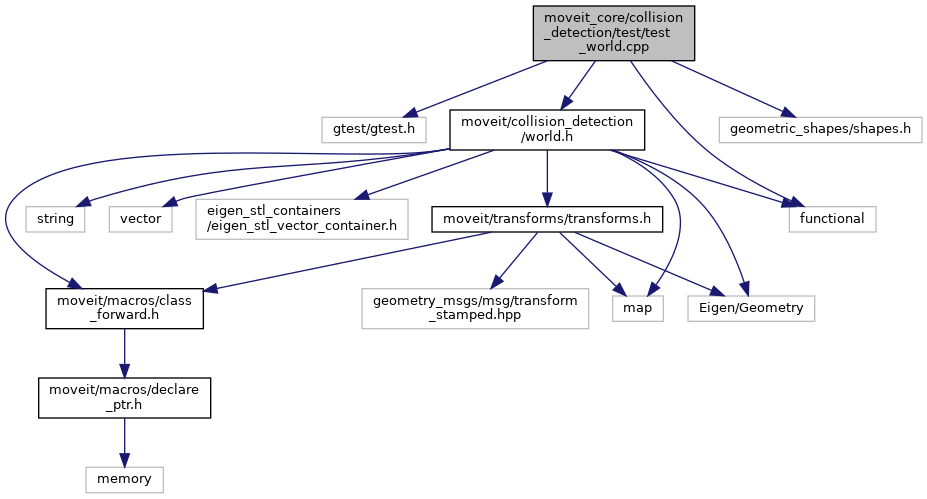 moveit_core/collision
_detection/test/test
_world.cpp
gtest/gtest.h
moveit/collision_detection
/world.h
geometric_shapes/shapes.h
string
vector
eigen_stl_containers
/eigen_stl_vector_container.h
moveit/transforms/transforms.h
functional
moveit/macros/class
_forward.h
geometry_msgs/msg/transform
_stamped.hpp
map
Eigen/Geometry
moveit/macros/declare
_ptr.h
memory